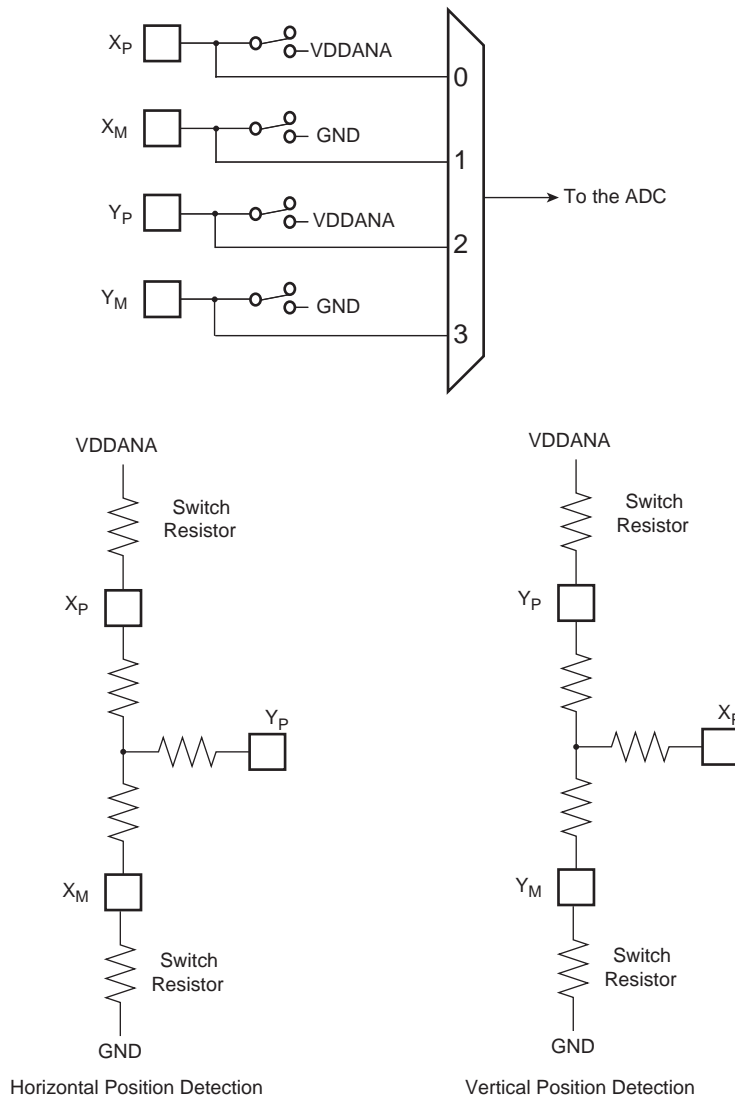 XP
VDDANA
0
XM
GND
1
To the ADC
YP
VDDANA
2
YM
GND
3
VDDANA
VDDANA
Switch
Resistor
Switch
Resistor
XP
YP
YP
XP
XM
YM
Switch
Resistor
Switch
Resistor
GND
GND
Horizontal Position Detection
Vertical Position Detection